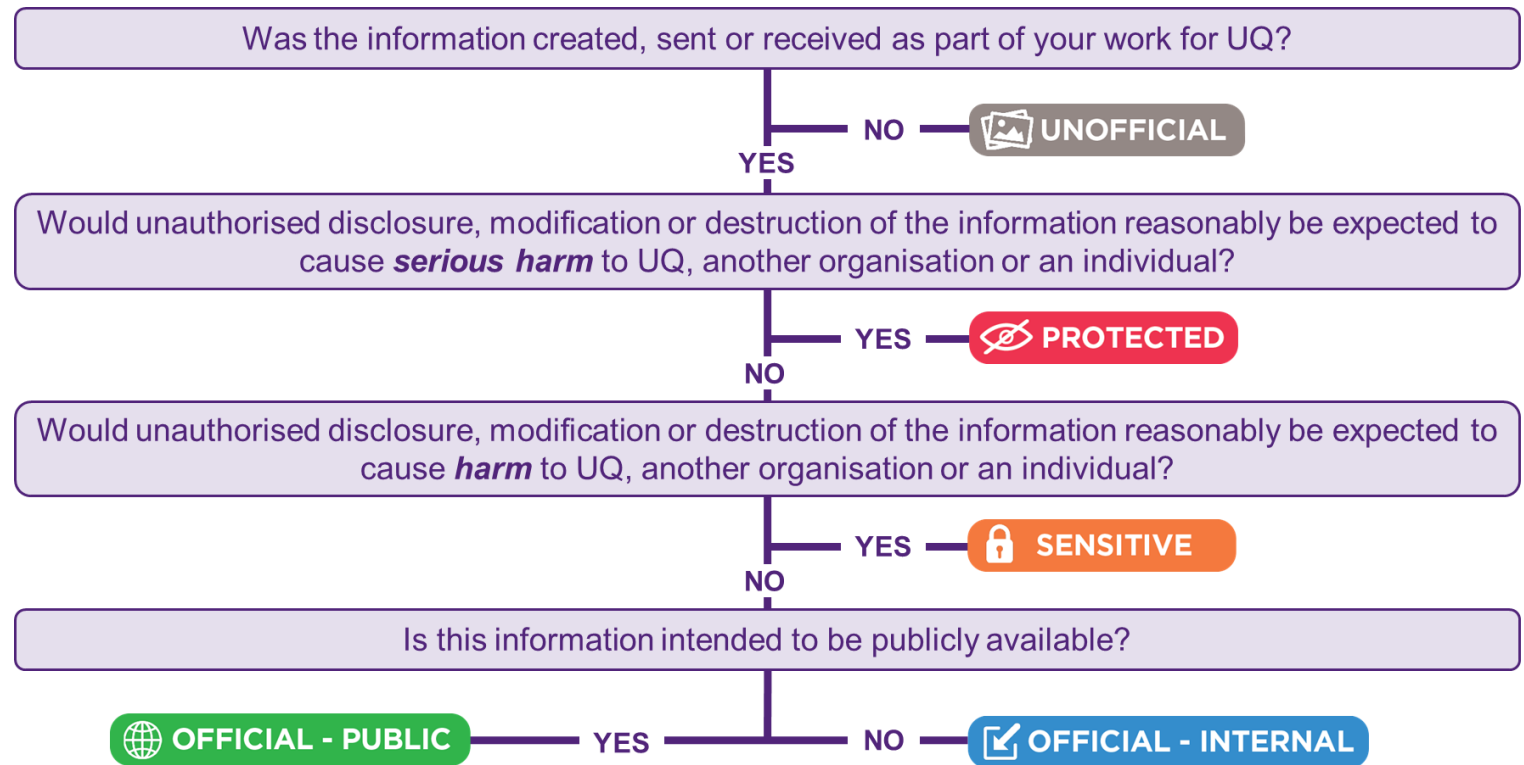 Was the information created, sent or received as part of your work for UQ?
NO
UNOFFICIAL
YES
Would unauthorised disclosure, modification or destruction of the information reasonably be expected to
cause serious harm to UQ, another organisation or an individual?
YES
PROTECTED
NO
Would unauthorised disclosure, modification or destruction of the information reasonably be expected to
cause harm to UQ, another organisation or an individual?
YES
SENSITIVE
NO
Is this information intended to be publicly available?
OFFICIAL - PUBLIC
YES
NO
OFFICIAL - INTERNAL